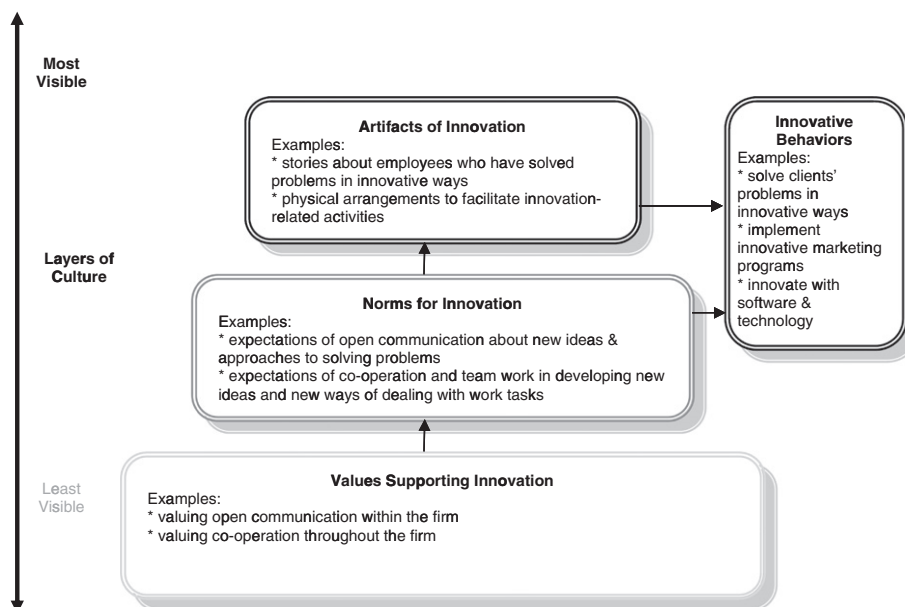 Most
Visible
Artifacts of Innovation
Examples:
* stories about employees who have solved
problems in innovative ways
* physical arrangements to facilitate innovation-
related activities
Innovative
Behaviors
Examples:
* solve clients'
problems in
innovative ways
* implement
innovative marketing
programs
* innovate with
software &
technology
Layers of
Culture
Norms for Innovation
Examples:
* expectations of open communication about new ideas &
approaches to solving problems
* expectations of co-operation and team work in developing new
ideas and new ways of dealing with work tasks
Least
Visible
Values Supporting Innovation
Examples:
* valuing open communication within the firm
* valuing co-operation throughout the firm